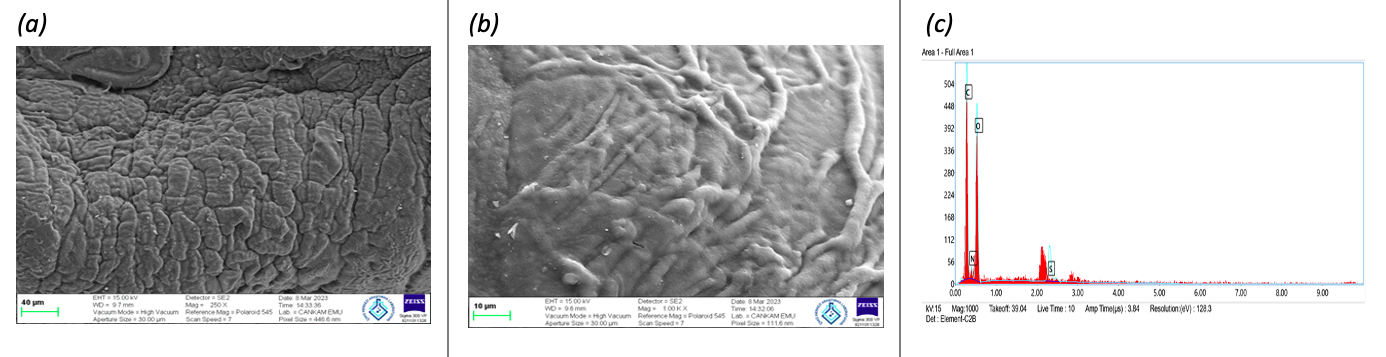 (a)
40 µm
EHT = 15.00 kV
WD = 9.7 mm
Vacuum Mode = High Vacuum
Aperture Size = 30.00 µm
Detector = SE2
Mag = 250 X
Reference Mag = Polaroid 545
Scan Speed = 7
Date: 8 Mar 2023
Time: 14:33:36
Lab. = CANKAM EMU
Pixel Size = 446.6 nm
ZEISS
(b)
10 µm
EHT = 15.00 kV
WD = 9.6 mm
Vacuum Mode = High Vacuum
Aperture Size = 30.00 µm
Detector = SE2
Mag = 1.00 K X
Reference Mag = Polaroid 545
Scan Speed = 7
Date: 8 Mar 2023
Time: 14:32:06
Lab. = CANKAM EMU
Pixel Size = 111.6 nm
ZEISS
(c)
Area 1 - Full Area 1
504
448
392
336
280
224
168
112
56
0.00
C
O
N
S
0.00 1.00 2.00 3.00 4.00 5.00 6.00 7.00 8.00 9.00
kV:15 Mag:1000 Takeoff: 39.04 Live Time : 10 Amp Time(µs) : 3.84 Resolution:(eV) : 128.3
Det : Element-C2B